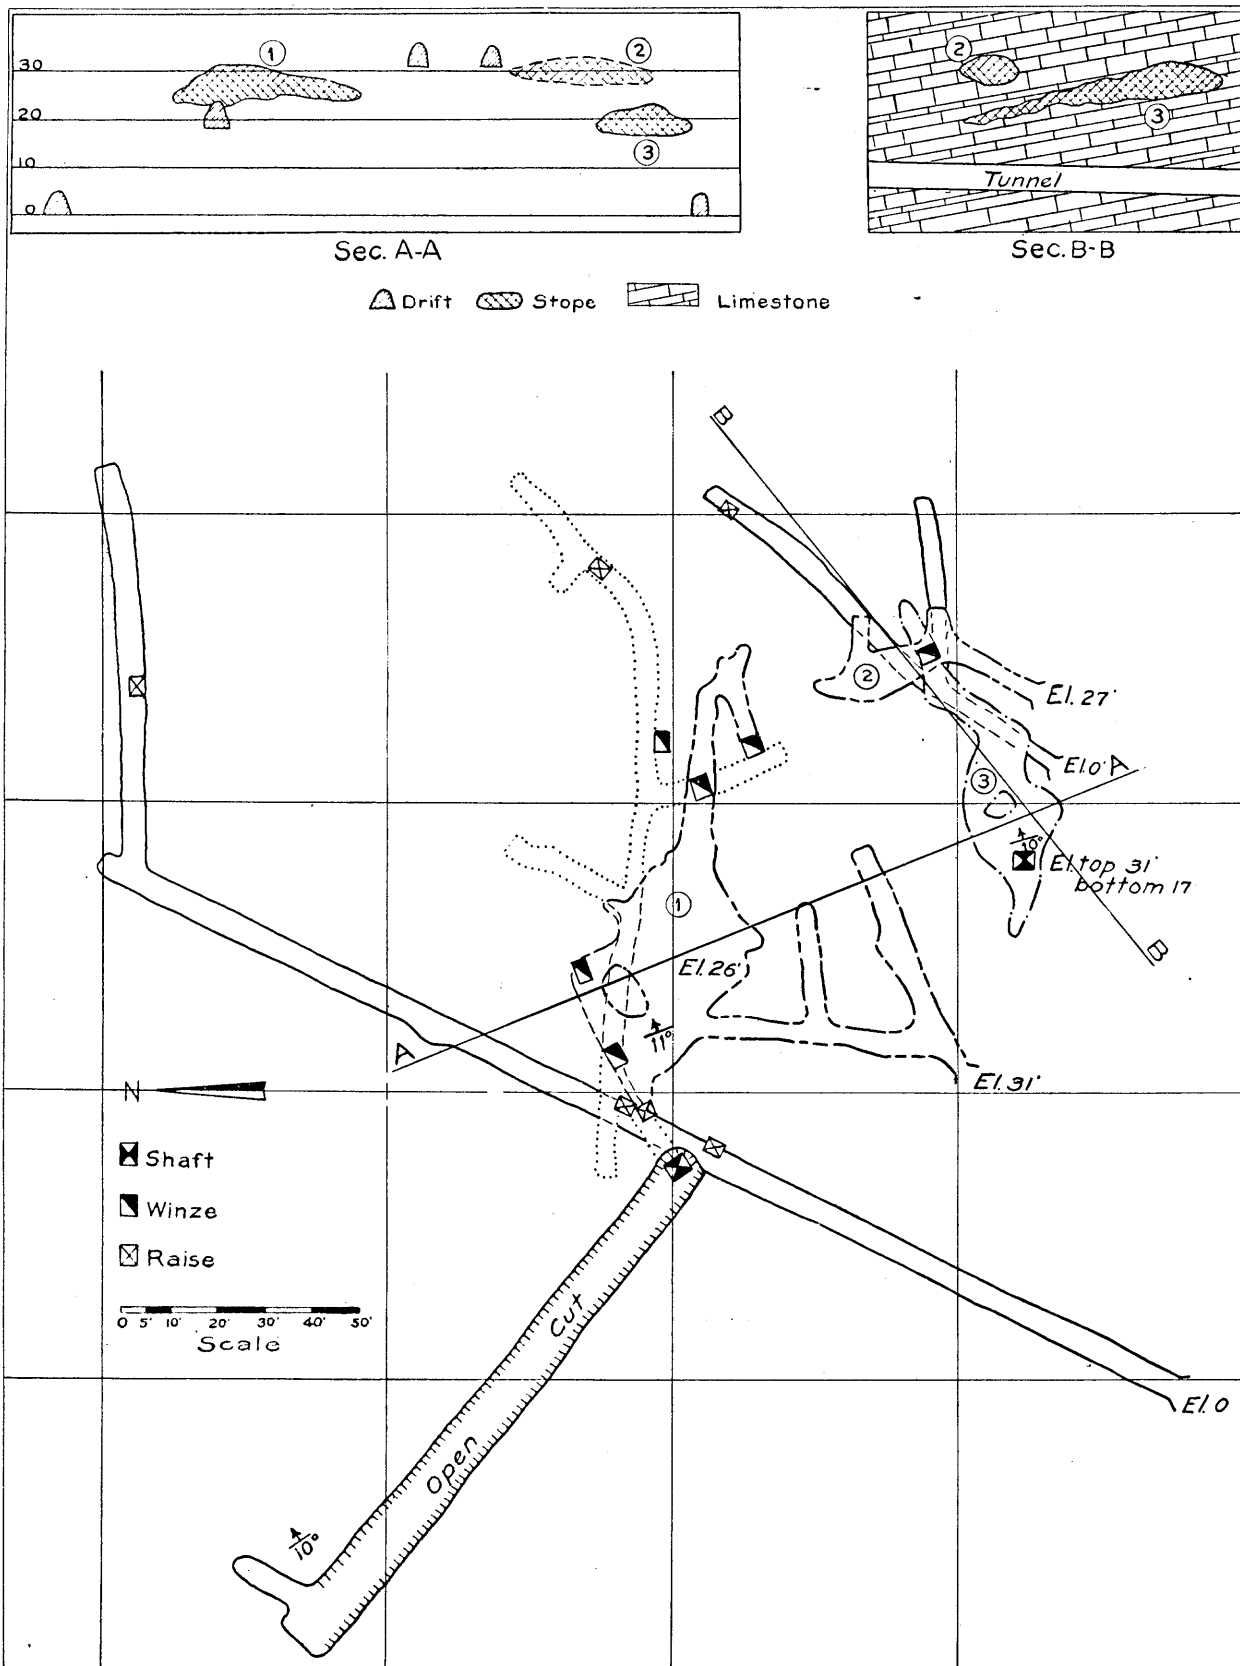 30
20
10
0
1
2
3
Sec. A-A
2
3
Tunnel
Sec. B-B
Drift
Stope
Limestone
B
2
El. 27'
El.0'
A
3
10°
El. top 31'
bottom 17
1
El. 26'
B
11°
A
El. 31'
N
Shaft
Winze
Raise
0 5' 10' 20' 30' 40' 50'
Scale
Cut
Open
El. 0
10°